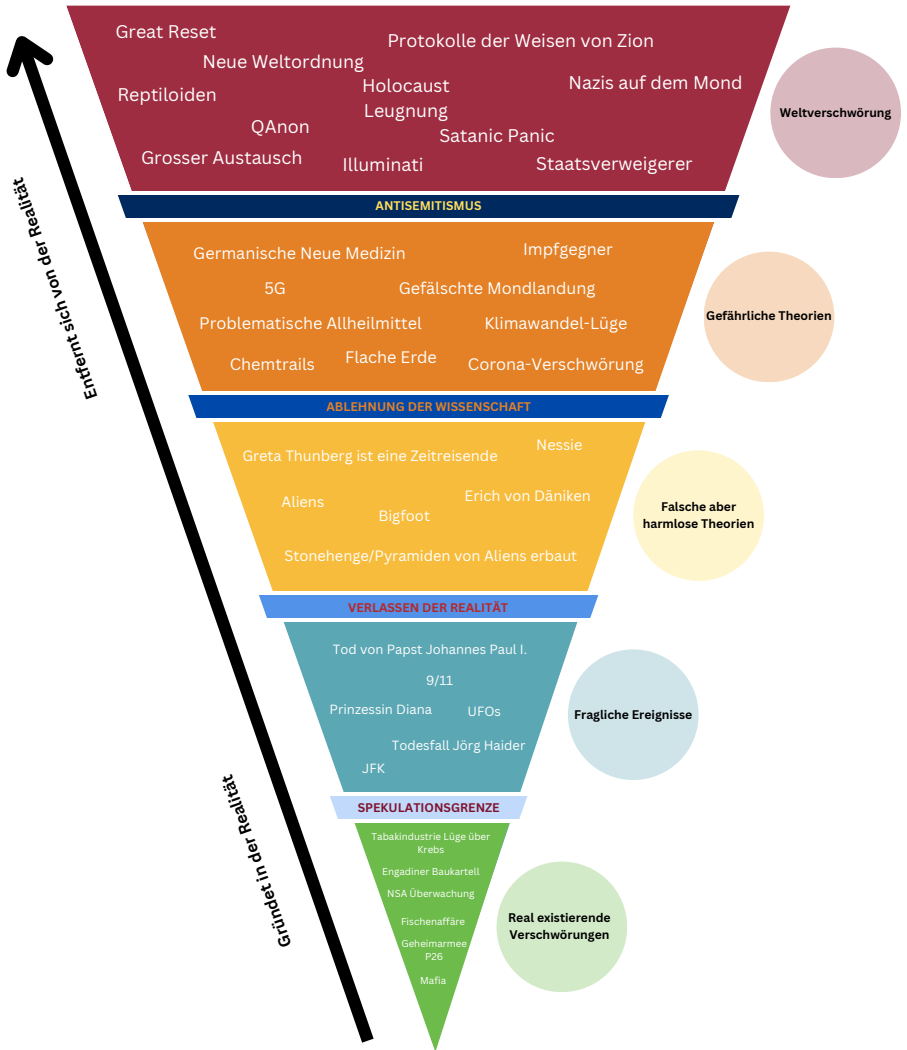 Great Reset
Protokolle der Weisen von Zion
Neue Weltordnung
Nazis auf dem Mond
Holocaust
Leugnung
Reptiloiden
QAnon
Satanic Panic
Grosser Austausch
Illuminati
Staatsverweigerer
Weltverschwörung
ANTISEMITISMUS
Germanische Neue Medizin
Impfgegner
5G
Gefälschte Mondlandung
Problematische Allheilmittel
Klimawandel-Lüge
Chemtrails
Flache Erde
Corona-Verschwörung
Gefährliche Theorien
ABLEHNUNG DER WISSENSCHAFT
Greta Thunberg ist eine Zeitreisende
Nessie
Aliens
Erich von Däniken
Bigfoot
Stonehenge/Pyramiden von Aliens erbaut
Falsche aber
harmlose Theorien
VERLASSEN DER REALITÄT
Tod von Papst Johannes Paul I.
9/11
Prinzessin Diana
UFOs
Todesfall Jörg Haider
JFK
Fragliche Ereignisse
SPEKULATIONSGRENZE
Tabakindustrie Lüge über
Krebs
Engadiner Baukartell
NSA Überwachung
Fischenaffäre
Geheimarmee
P26
Mafia
Real existierende
Verschwörungen
Entfernt sich von der Realität
Gründet in der Realität